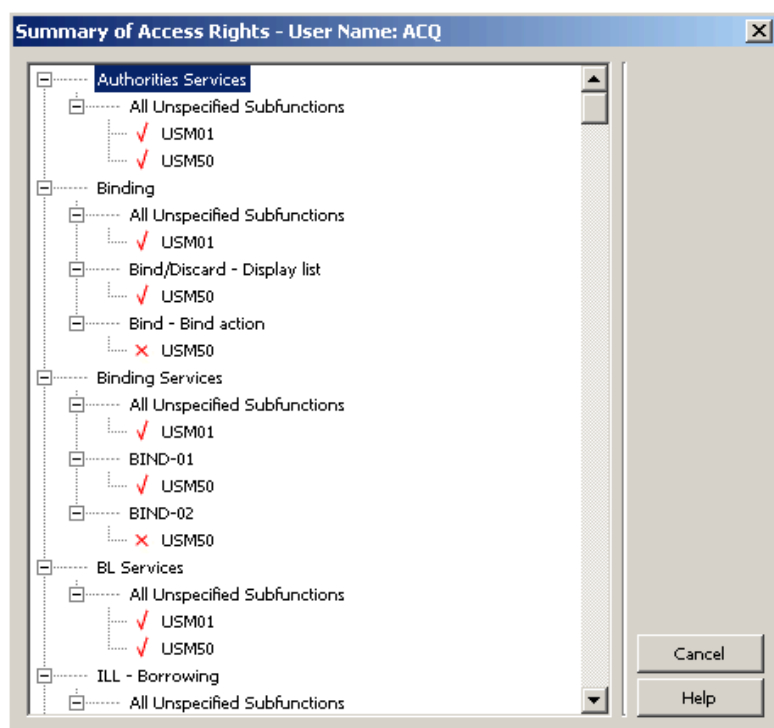 Summary of Access Rights - User Name: ACQ
Authorities Services
All Unspecified Subfunctions
USM01
USM50
Binding
All Unspecified Subfunctions
USM01
Bind/Discard - Display list
USM50
Bind - Bind action
USM50
Binding Services
All Unspecified Subfunctions
USM01
BIND-01
USM50
BIND-02
USM50
BL Services
All Unspecified Subfunctions
USM01
USM50
ILL - Borrowing
All Unspecified Subfunctions
Cancel
Help